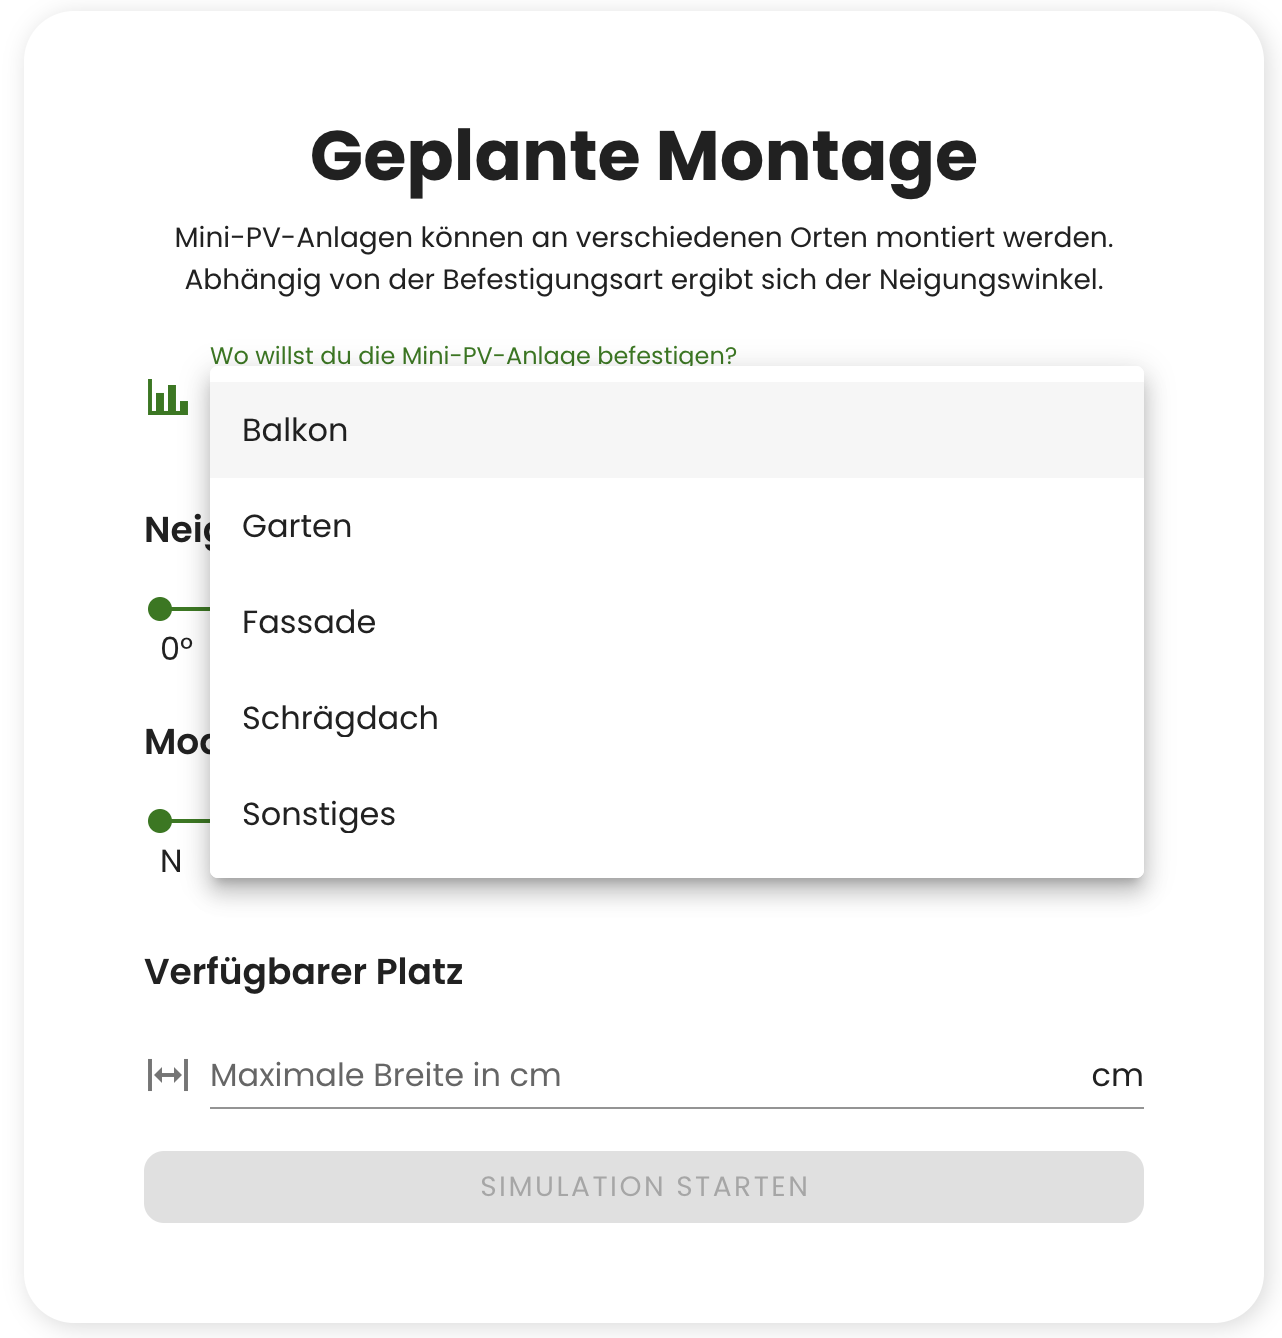 Geplante Montage
Mini-PV-Anlagen können an verschiedenen Orten montiert werden.
Abhängig von der Befestigungsart ergibt sich der Neigungswinkel.
Wo willst du die Mini-PV-Anlage befestigen?
Balkon
Garten
Fassade
Schrägdach
Sonstiges
0°
N
Verfügbarer Platz
Maximale Breite in cm cm
SIMULATION STARTEN